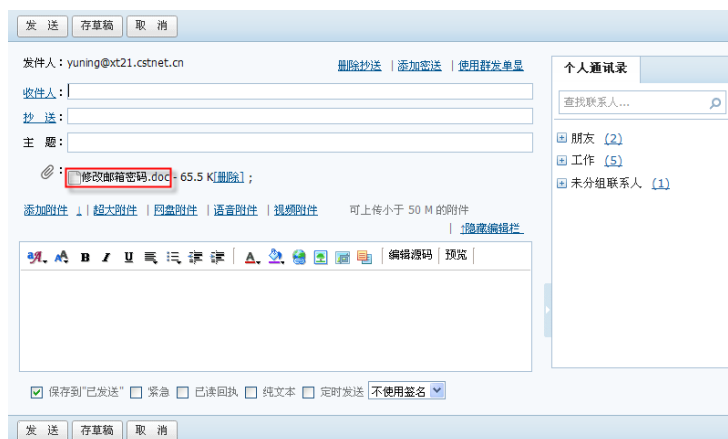 发 送 存草稿 取 消
发件人：yuning@xt21.cstnet.cn 删除抄送 | 添加密送 | 使用群发单显
收件人：
抄 送：
主 题：
： 修改邮箱密码.doc - 65.5 K[删除] ;
添加附件 ↓ | 超大附件 | 网盘附件 | 语音附件 | 视频附件 可上传小于 50 M 的附件
| ↑隐藏编辑栏
B I U A 编辑源码 预览
保存到"已发送" 紧急 已读回执 纯文本 定时发送 不使用签名
发 送 存草稿 取 消
个人通讯录
查找联系人...
朋友 (2)
工作 (5)
未分组联系人 (1)